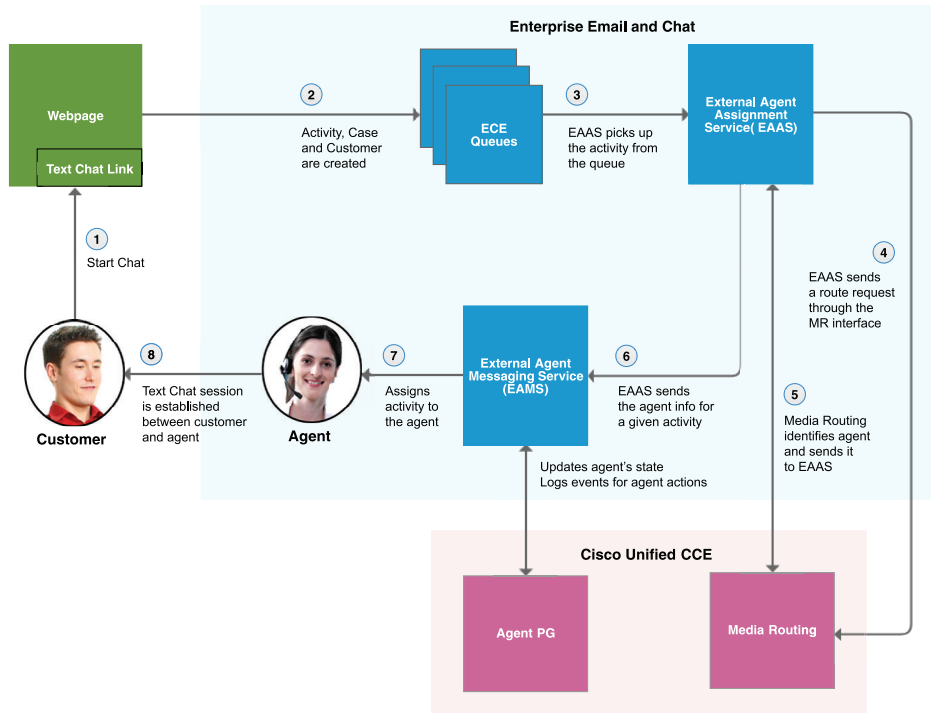 Enterprise Email and Chat
Webpage
Text Chat Link
1
Start Chat
2
Activity, Case
and Customer
are created
ECE
Queues
3
EAAS picks up
the activity from
the queue
External Agent
Assignment
Service( EAAS)
4
EAAS sends
a route request
through the
MR interface
5
Media Routing
identifies agent
and sends it
to EAAS
6
EAAS sends
the agent info for
a given activity
External Agent
Messaging Service
(EAMS)
7
Assigns
activity to
the agent
Agent
8
Text Chat session
is established
between customer
and agent
Customer
Updates agent's state
Logs events for agent actions
Cisco Unified CCE
Agent PG
Media Routing